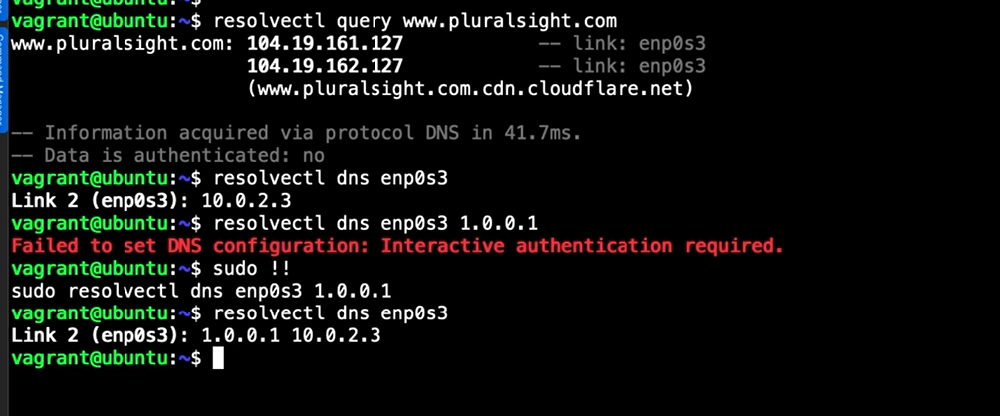 vagrant@ubuntu:~$
vagrant@ubuntu:~$ resolvectl query www.pluralsight.com
www.pluralsight.com: 104.19.161.127 -- link: enp0s3
104.19.162.127 -- link: enp0s3
(www.pluralsight.com.cdn.cloudflare.net)
-- Information acquired via protocol DNS in 41.7ms.
-- Data is authenticated: no
vagrant@ubuntu:~$ resolvectl dns enp0s3
Link 2 (enp0s3): 10.0.2.3
vagrant@ubuntu:~$ resolvectl dns enp0s3 1.0.0.1
Failed to set DNS configuration: Interactive authentication required.
vagrant@ubuntu:~$ sudo !!
sudo resolvectl dns enp0s3 1.0.0.1
vagrant@ubuntu:~$ resolvectl dns enp0s3
Link 2 (enp0s3): 1.0.0.1 10.0.2.3
vagrant@ubuntu:~$